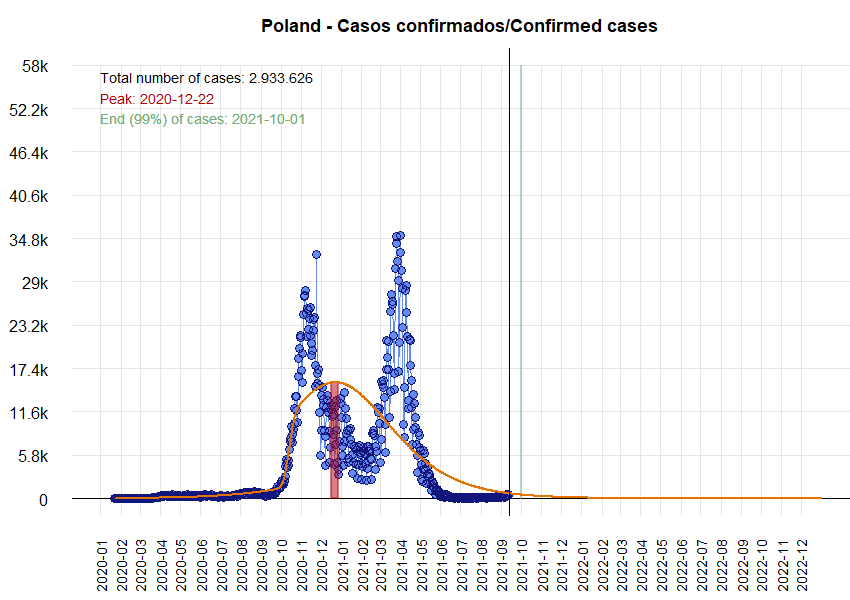 Poland - Casos confirmados/Confirmed cases
58k
Total number of cases: 2.933.626
Peak: 2020-12-22
End (99%) of cases: 2021-10-01
52.2k
46.4k
40.6k
34.8k
29k
23.2k
17.4k
11.6k
5.8k
0
2020-01
2020-02
2020-03
2020-04
2020-05
2020-06
2020-07
2020-08
2020-09
2020-10
2020-11
2020-12
2021-01
2021-02
2021-03
2021-04
2021-05
2021-06
2021-07
2021-08
2021-09
2021-10
2021-11
2021-12
2022-01
2022-02
2022-03
2022-04
2022-05
2022-06
2022-07
2022-08
2022-09
2022-10
2022-11
2022-12